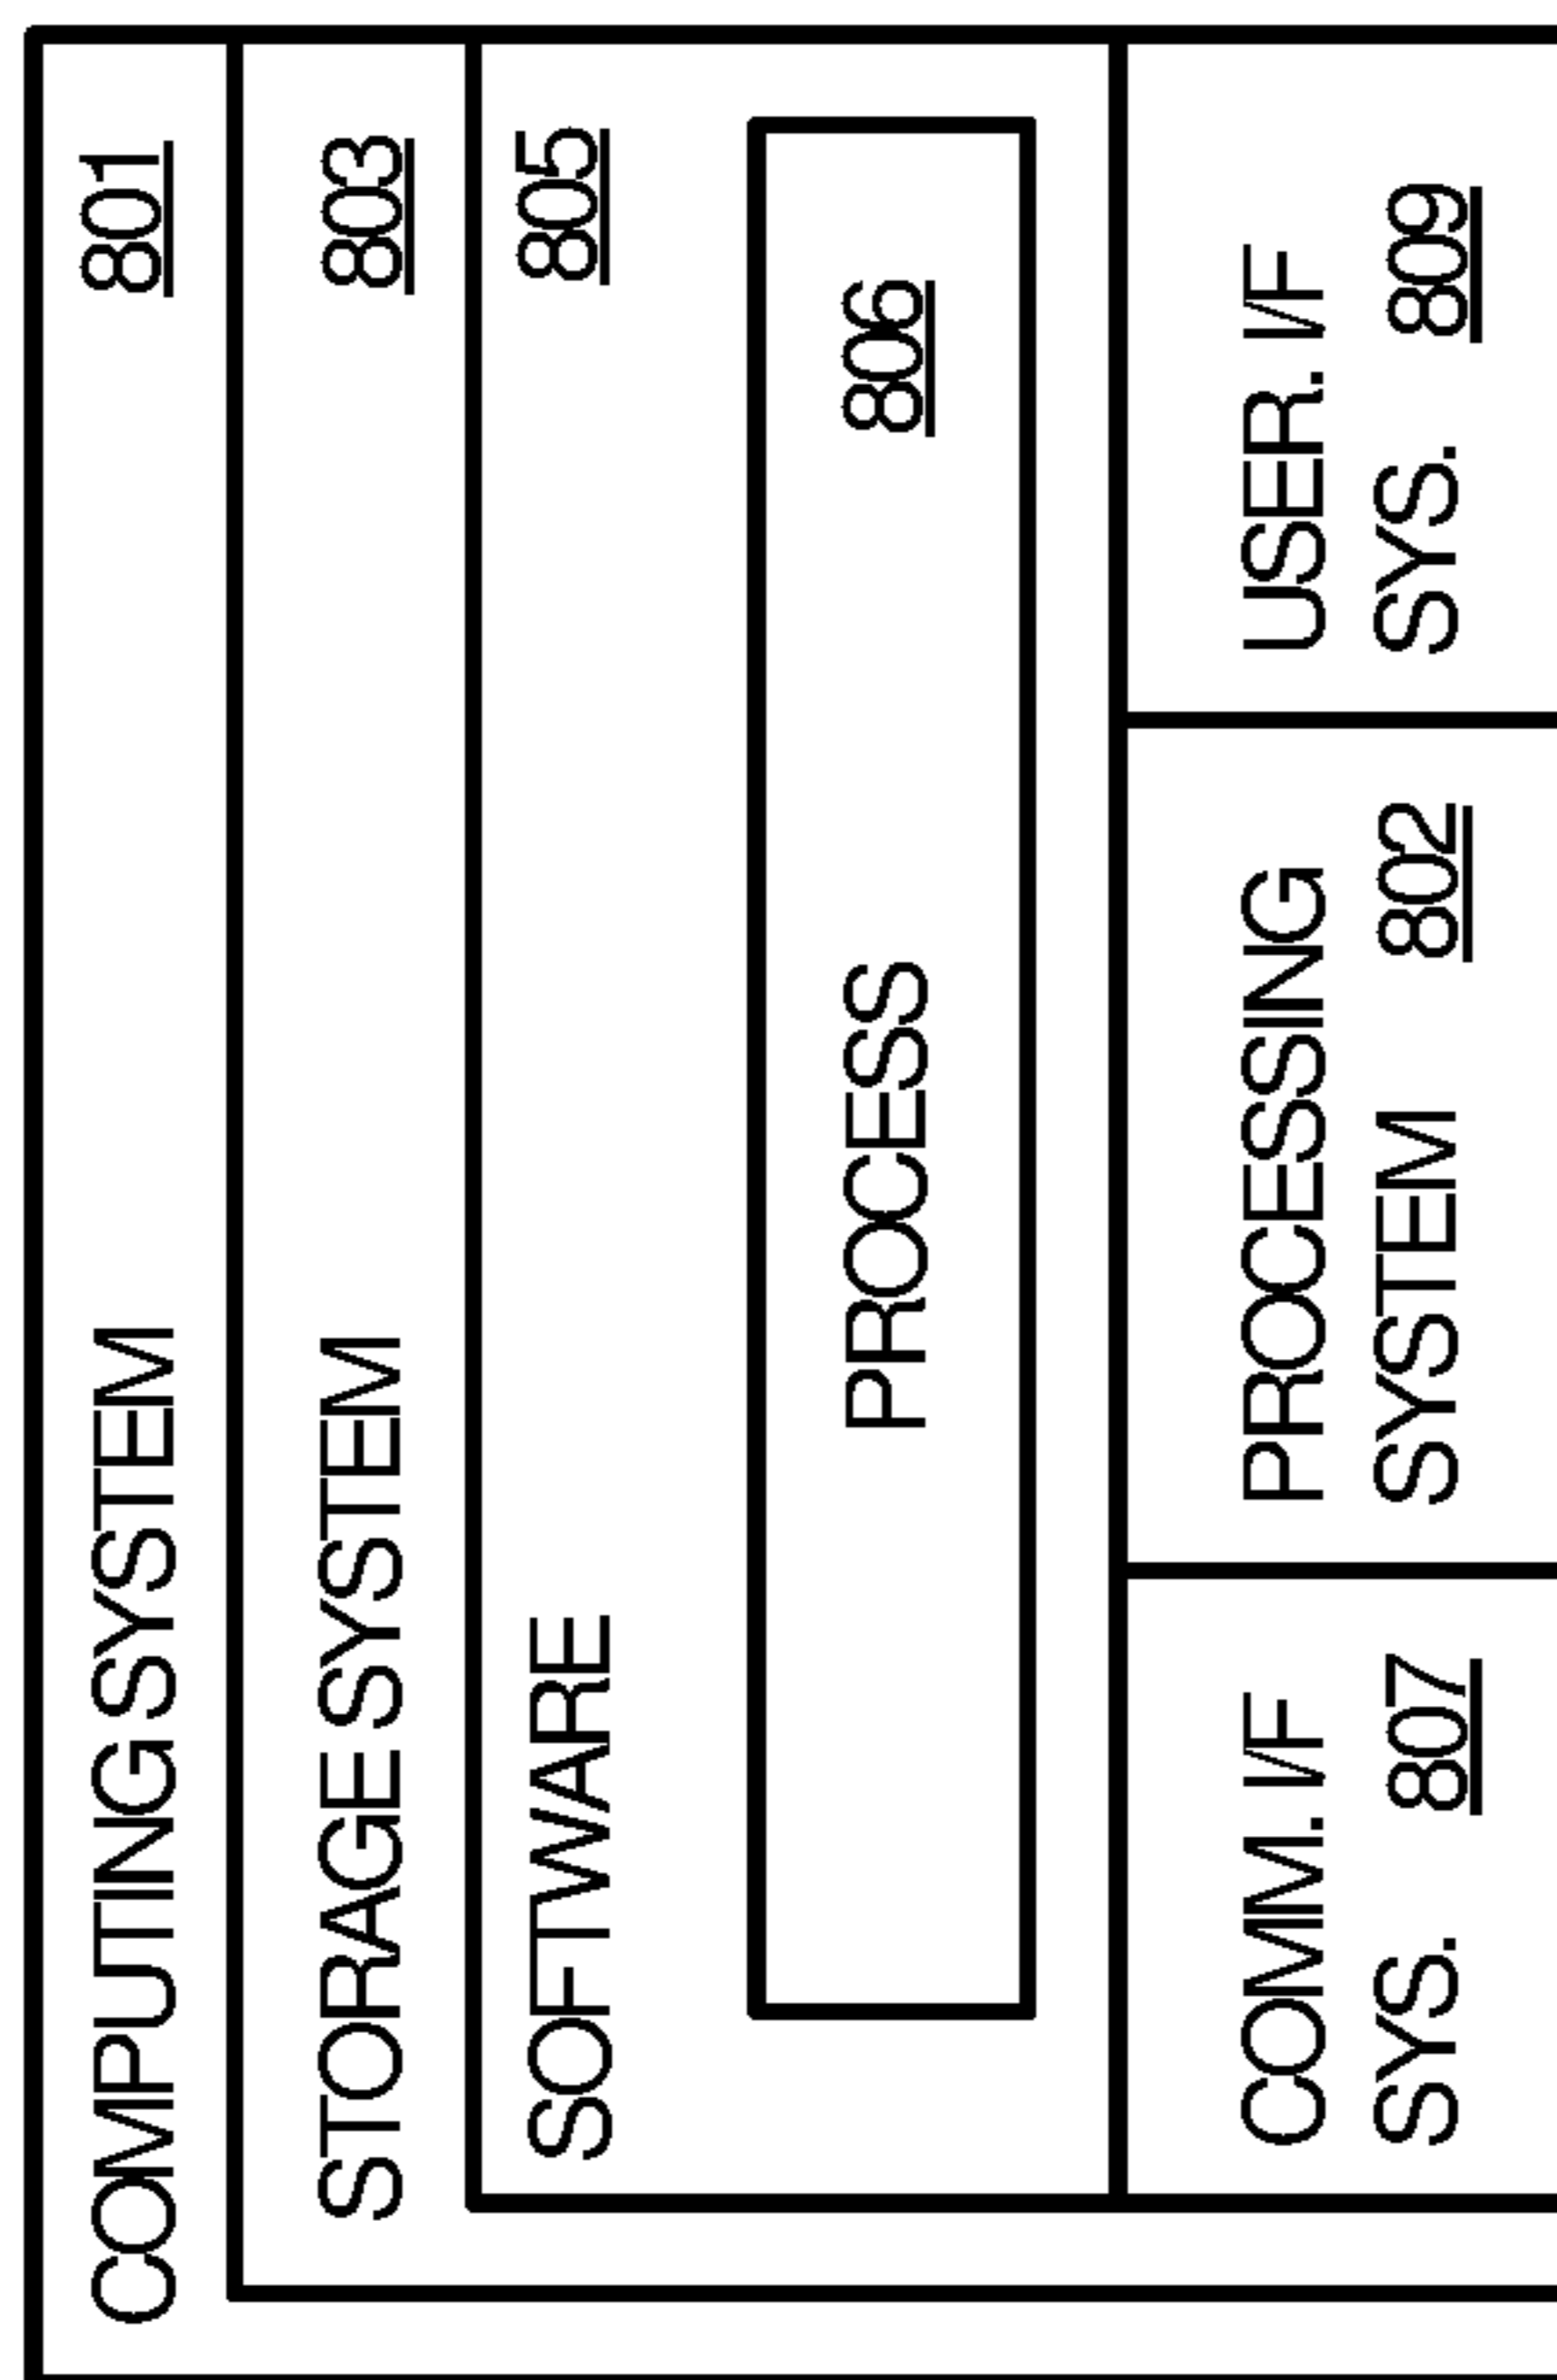 COMPUTING SYSTEM 801
STORAGE SYSTEM 803
SOFTWARE 805
PROCESS 806
COMM. I/F
SYS. 807
PROCESSING
SYSTEM 802
USER. I/F
SYS. 809